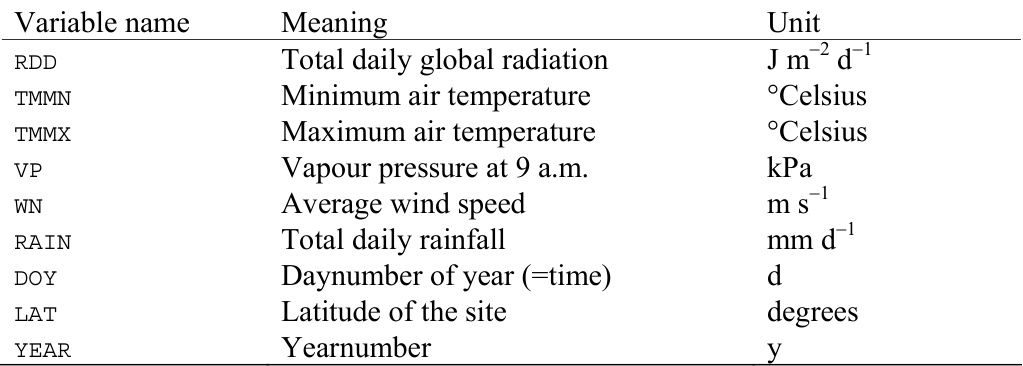 Variable name Meaning Unit
RDD Total daily global radiation J m⁻² d⁻¹
TMMN Minimum air temperature °Celsius
TMMX Maximum air temperature °Celsius
VP Vapour pressure at 9 a.m. kPa
WN Average wind speed m s⁻¹
RAIN Total daily rainfall mm d⁻¹
DOY Daynumber of year (=time) d
LAT Latitude of the site degrees
YEAR Yearnumber y